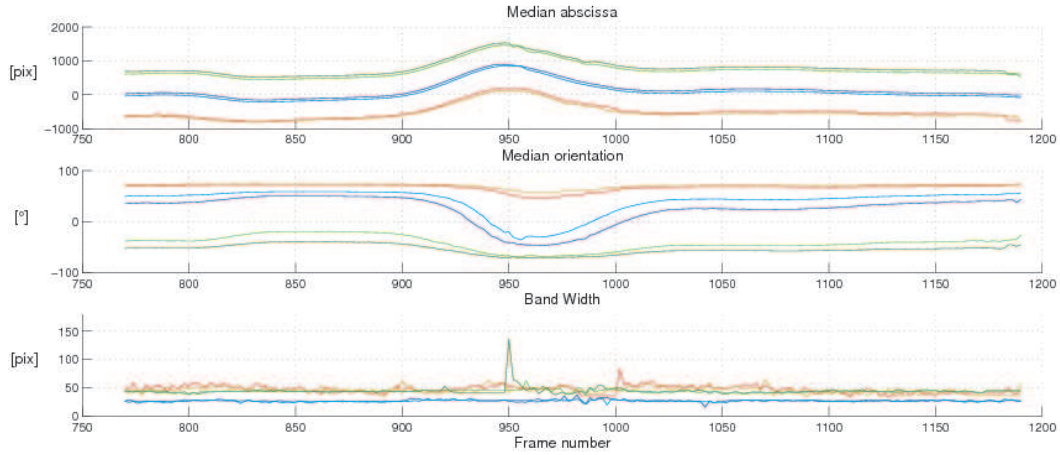 Median abscissa
2000
1000
[pix]
0
−1000
750 800 850 900 950 1000 1050 1100 1150 1200
Median orientation
100
[°]
0
−100
750 800 850 900 950 1000 1050 1100 1150 1200
Band Width
150
[pix]
100
50
0
750 800 850 900 950 1000 1050 1100 1150 1200
Frame number